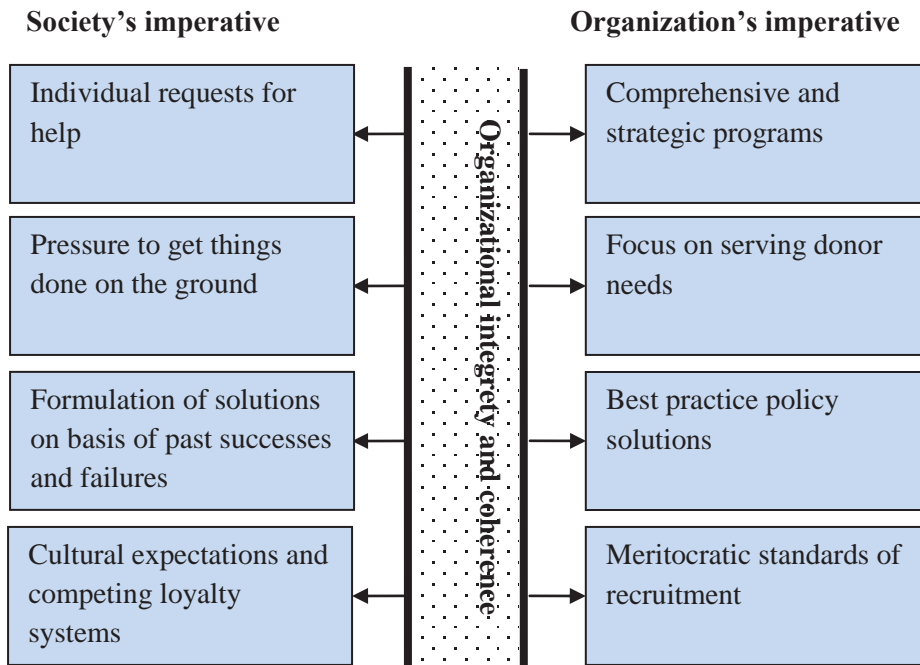 Society’s imperative
Organization’s imperative
Individual requests for
help
Comprehensive and
strategic programs
Pressure to get things
done on the ground
Focus on serving donor
needs
Formulation of solutions
on basis of past successes
and failures
Best practice policy
solutions
Cultural expectations and
competing loyalty
systems
Meritocratic standards of
recruitment
Organizational integrety and coherence